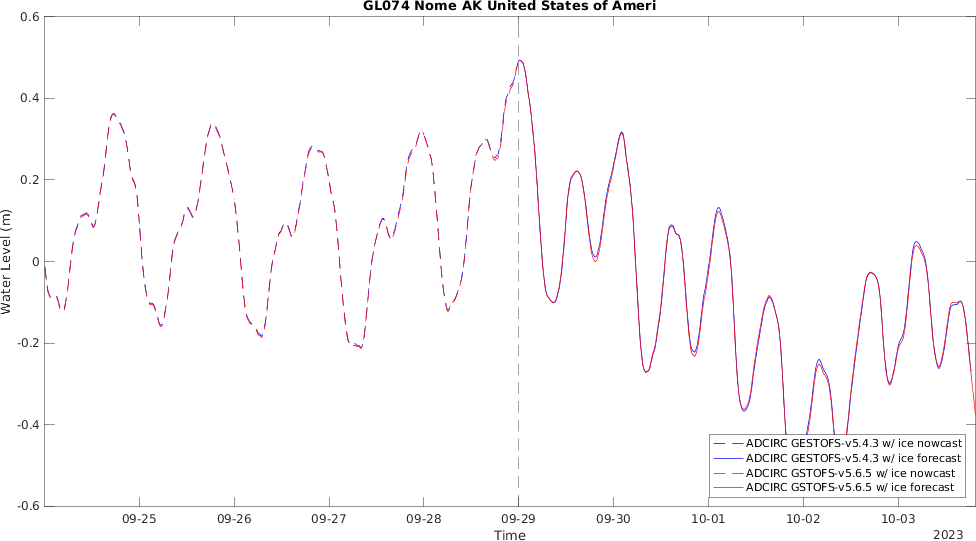 GL074 Nome AK United States of Ameri
0.6
0.4
0.2
0
-0.2
-0.4
-0.6
Water Level (m)
ADCIRC GESTOFS-v5.4.3 w/ ice nowcast
ADCIRC GESTOFS-v5.4.3 w/ ice forecast
ADCIRC GSTOFS-v5.6.5 w/ ice nowcast
ADCIRC GSTOFS-v5.6.5 w/ ice forecast
09-25 09-26 09-27 09-28 09-29 09-30 10-01 10-02 10-03
Time
2023